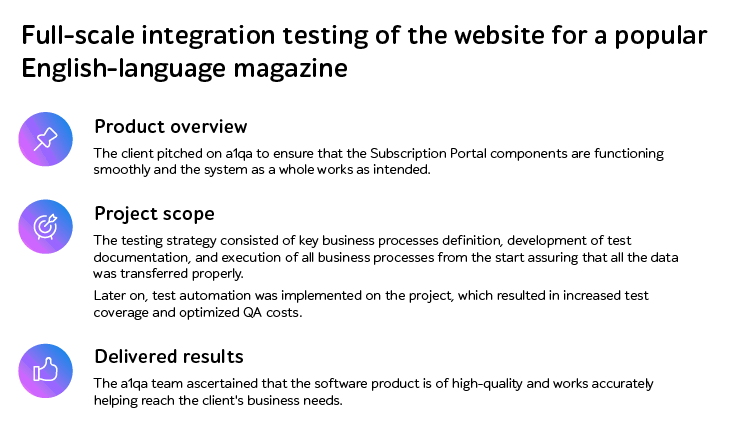 Full-scale integration testing of the website for a popular
English-language magazine
Product overview
The client pitched on a1qa to ensure that the Subscription Portal components are functioning
smoothly and the system as a whole works as intended.
Project scope
The testing strategy consisted of key business processes definition, development of test
documentation, and execution of all business processes from the start assuring that all the data
was transferred properly.
Later on, test automation was implemented on the project, which resulted in increased test
coverage and optimized QA costs.
Delivered results
The a1qa team ascertained that the software product is of high-quality and works accurately
helping reach the client's business needs.